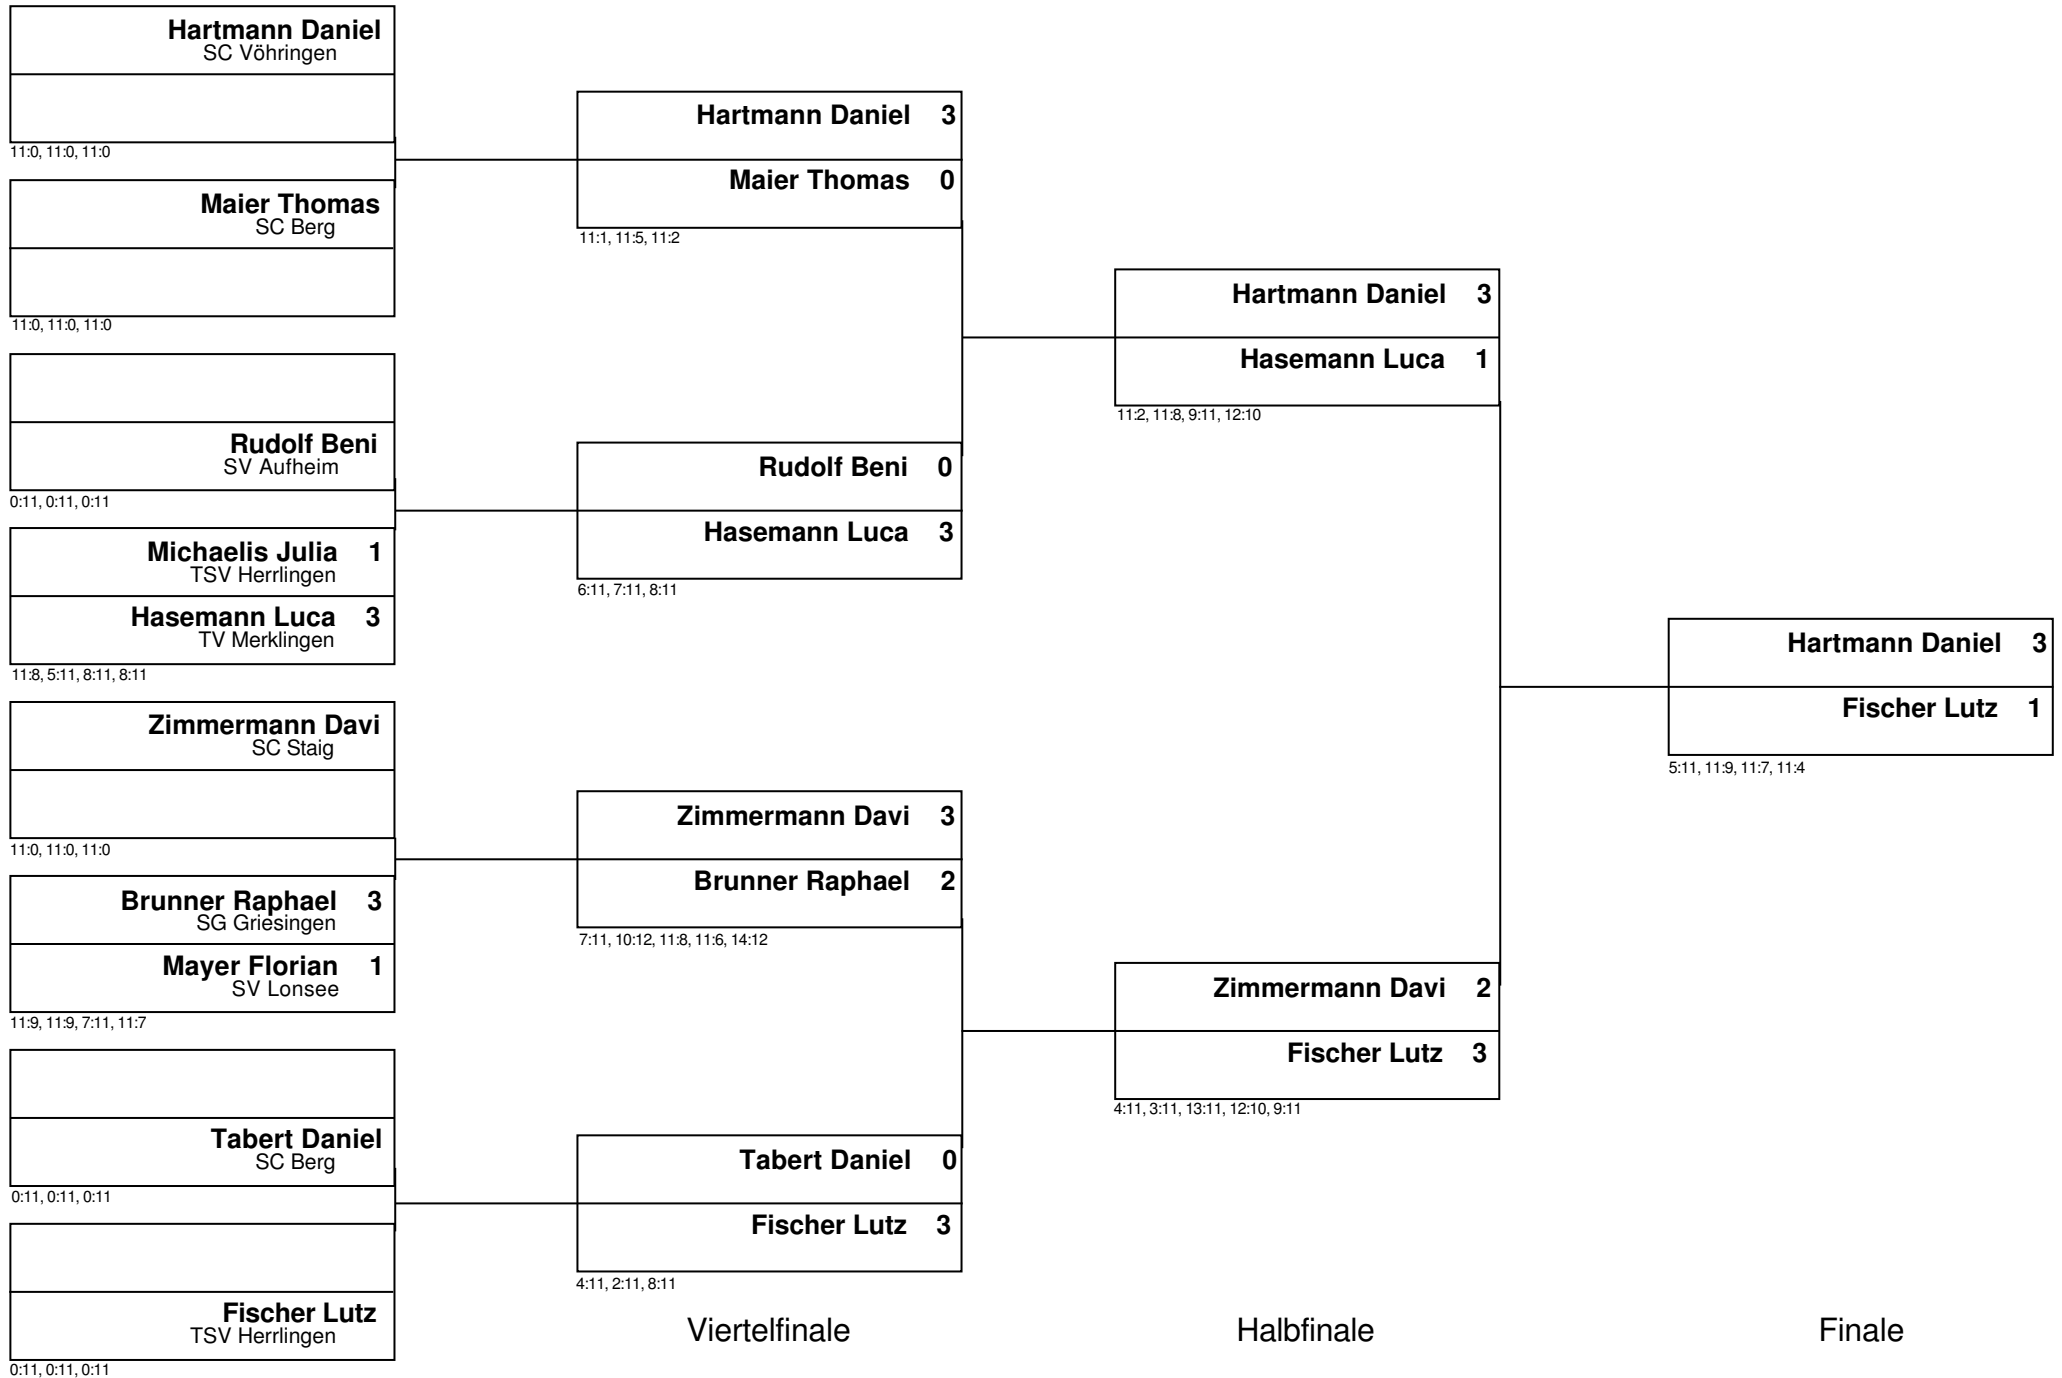 Hartmann Daniel
SC Vöhringen
11:0, 11:0, 11:0
Maier Thomas
SC Berg
11:0, 11:0, 11:0
Rudolf Beni
SV Aufheim
0:11, 0:11, 0:11
Michaelis Julia 1
TSV Herrlingen
Hasemann Luca 3
TV Merklingen
11:8, 5:11, 8:11, 8:11
Zimmermann Davi
SC Staig
11:0, 11:0, 11:0
Brunner Raphael 3
SG Griesingen
Mayer Florian 1
SV Lonsee
11:9, 11:9, 7:11, 11:7
Tabert Daniel
SC Berg
0:11, 0:11, 0:11
Fischer Lutz
TSV Herrlingen
0:11, 0:11, 0:11
Hartmann Daniel 3
Maier Thomas 0
11:1, 11:5, 11:2
Rudolf Beni 0
Hasemann Luca 3
6:11, 7:11, 8:11
Zimmermann Davi 3
Brunner Raphael 2
7:11, 10:12, 11:8, 11:6, 14:12
Tabert Daniel 0
Fischer Lutz 3
4:11, 2:11, 8:11
Viertelfinale
Hartmann Daniel 3
Hasemann Luca 1
11:2, 11:8, 9:11, 12:10
Zimmermann Davi 2
Fischer Lutz 3
4:11, 3:11, 13:11, 12:10, 9:11
Halbfinale
Hartmann Daniel 3
Fischer Lutz 1
5:11, 11:9, 11:7, 11:4
Finale